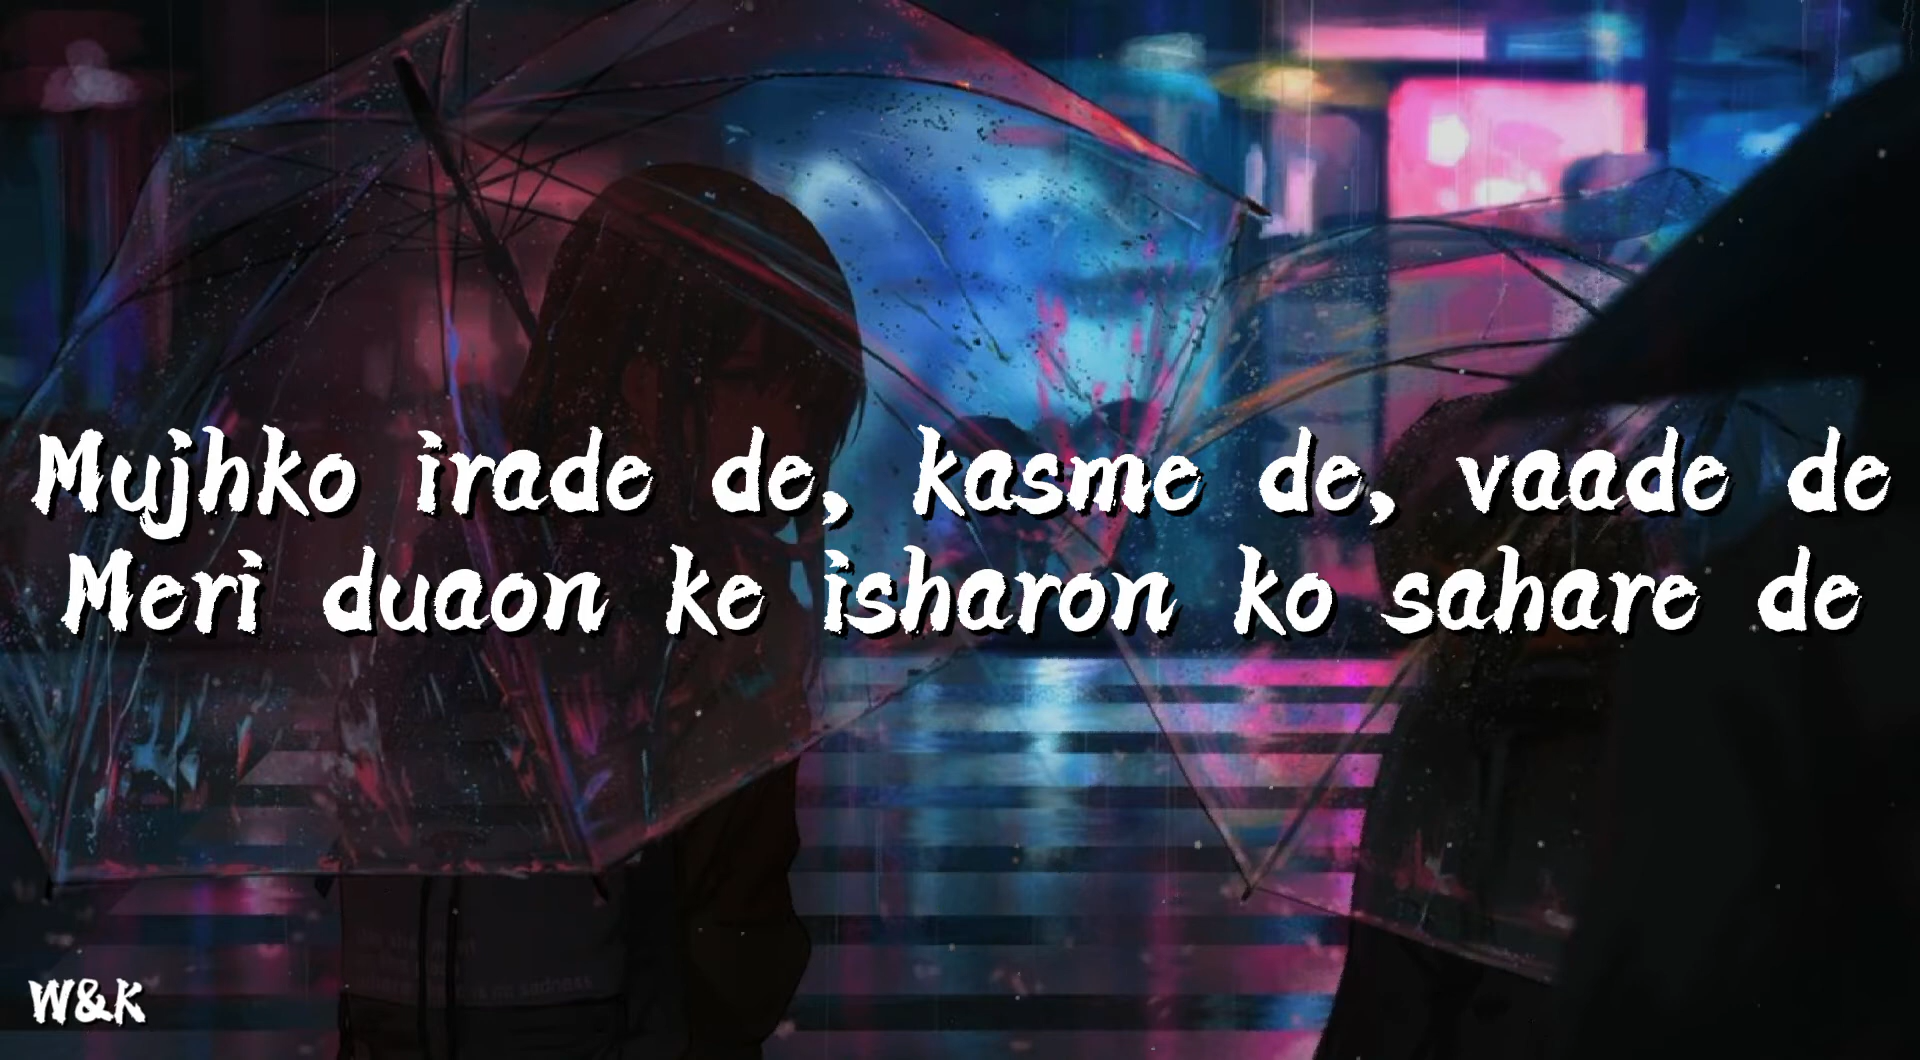 Mujhko irade de, kasme de, vaade de
Meri duaon ke isharon ko sahare de
W&K